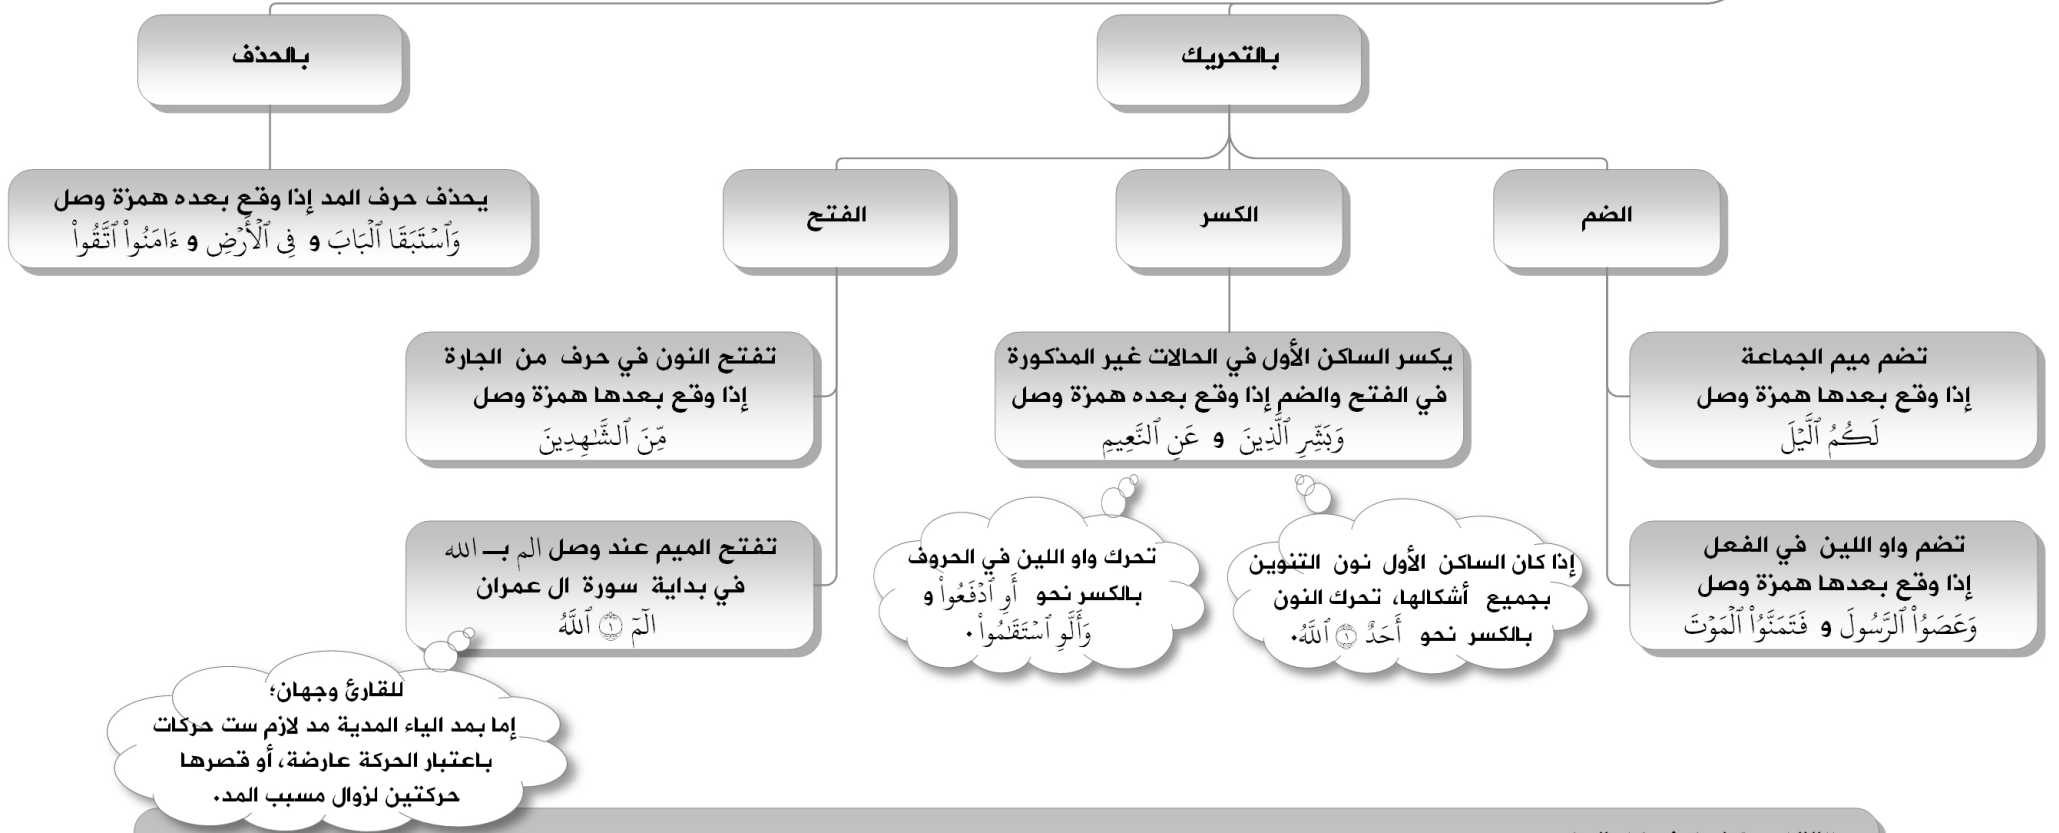 بالتحريك
بالحذف
الضم
الكسر
الفتح
يحذف حرف المد إذا وقع بعده همزة وصل
وَٱسۡتَبَقَا ٱلۡبَابَ و فِي ٱلۡأَرۡضِ و ءَامَنُواْ ٱتَّقُواْ
تضم ميم الجماعة
إذا وقع بعدها همزة وصل
لَكُمُ ٱلَّيۡلَ
يكسر الساكن الأول في الحالات غير المذكورة
في الفتح والضم إذا وقع بعده همزة وصل
وَبَشِّرِ ٱلَّذِينَ و عَنِ ٱلنَّعِيمِ
تفتح النون في حرف من الجارة
إذا وقع بعدها همزة وصل
مِّنَ ٱلشَّٰهِدِينَ
تضم واو اللين في الفعل
إذا وقع بعدها همزة وصل
وَعَصَوُاْ ٱلرَّسُولَ و فَتَمَنَّوُاْ ٱلۡمَوۡتَ
إذا كان الساكن الأول نون التنوين
بجميع أشكالها، تحرك النون
بالكسر نحو أَحَدٌ ۝١ ٱللَّهُ.
تحرك واو اللين في الحروف
بالكسر نحو أَوِ ٱدۡفَعُواْ و
وَأَلَّوِ ٱسۡتَقَٰمُواْ.
تفتح الميم عند وصل الم بـ الله
في بداية سورة ال عمران
الٓمٓ ۝١ ٱللَّهُ
للقارئ وجهان؛
إما بمد الياء المدية مد لازم ست حركات
باعتبار الحركة عارضة، أو قصرها
حركتين لزوال مسبب المد.